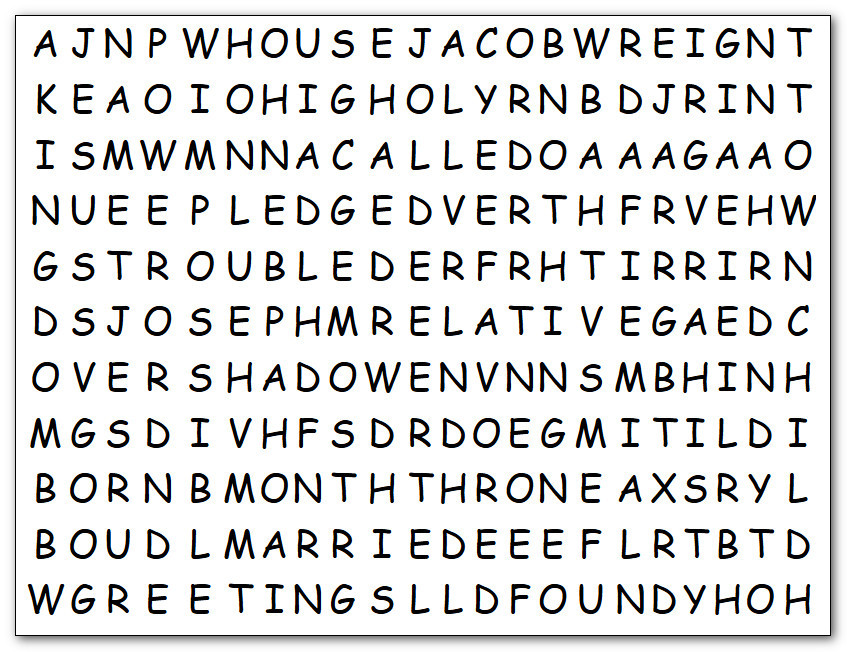 A J N P W H O U S E J A C O B W R E I G N T
K E A O I O H I G H O L Y R N B D J R I N T
I S M W M N N A C A L L E D O A A A G A A O
N U E E P L E D G E D V E R T H F R V E H W
G S T R O U B L E D E R F R H T I R R I R N
D S J O S E P H M R E L A T I V E G A E D C
O V E R S H A D O W E N V N N S M B H I N H
M G S D I V H F S D R D O E G M I T I L D I
B O R N B M O N T H T H R O N E A X S R Y L
B O U D L M A R R I E D E E E F L R T B T D
W G R E E T I N G S L L D F O U N D Y H O H